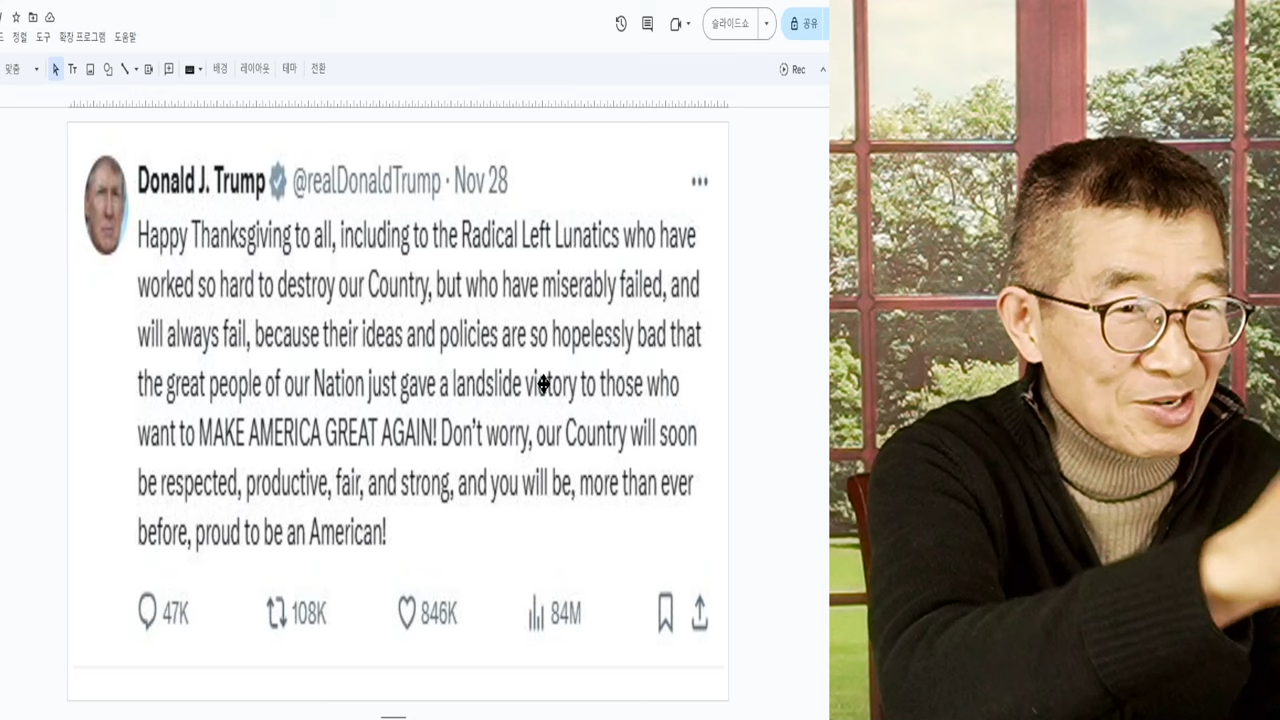 슬라이드쇼
공유
정렬 도구 확장 프로그램 도움말
맞춤 배경 레이아웃 테마 전환
Rec
Donald J. Trump @realDonaldTrump · Nov 28
Happy Thanksgiving to all, including to the Radical Left Lunatics who have
worked so hard to destroy our Country, but who have miserably failed, and
will always fail, because their ideas and policies are so hopelessly bad that
the great people of our Nation just gave a landslide victory to those who
want to MAKE AMERICA GREAT AGAIN! Don't worry, our Country will soon
be respected, productive, fair, and strong, and you will be, more than ever
before, proud to be an American!
47K 108K 846K 84M